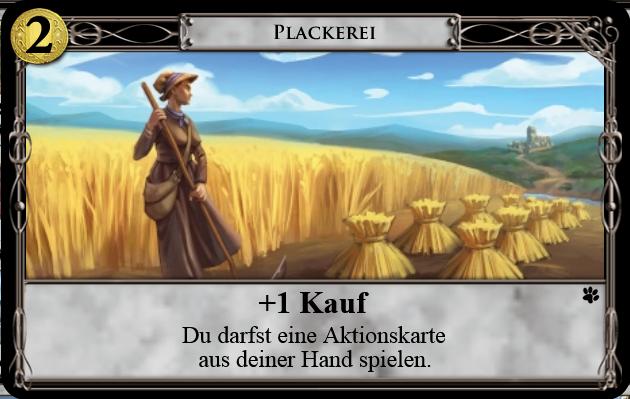 2
PLACKEREI
+1 Kauf
Du darfst eine Aktionskarte
aus deiner Hand spielen.